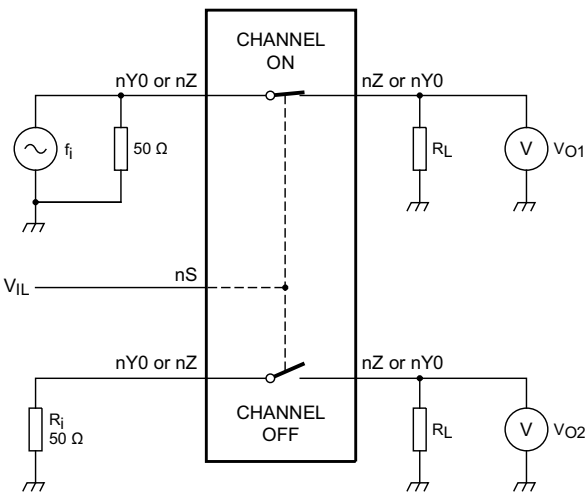 CHANNEL
ON
nY0 or nZ
nZ or nY0
fi
50 Ω
RL
V
VO1
nS
VIL
nY0 or nZ
nZ or nY0
Ri
50 Ω
CHANNEL
OFF
RL
V
VO2